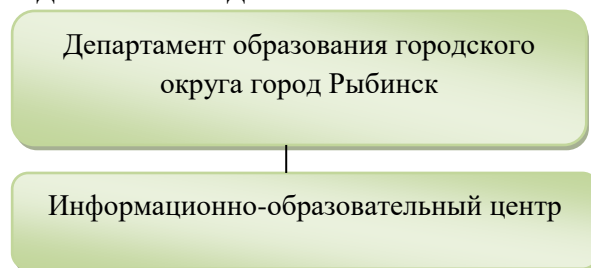 Департамент образования городского
округа город Рыбинск
Информационно-образовательный центр